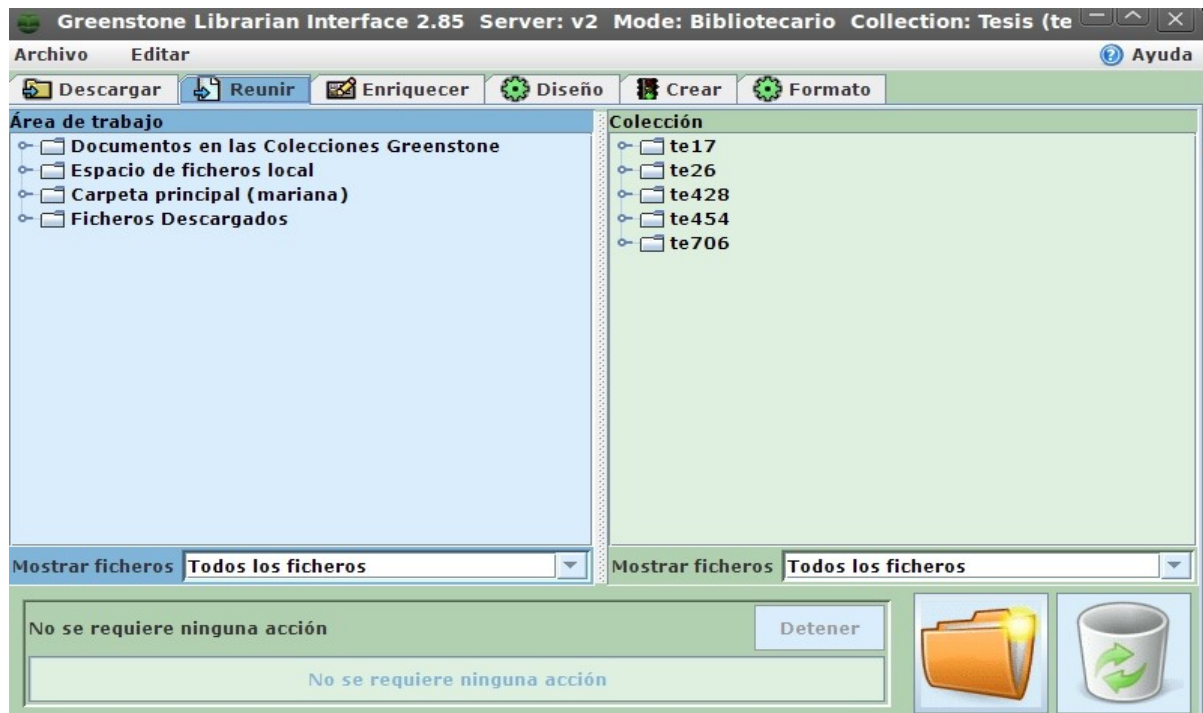 Greenstone Librarian Interface 2.85 Server: v2 Mode: Bibliotecario Collection: Tesis (te
Archivo Editar Ayuda
Descargar Reunir Enriquecer Diseño Crear Formato
Área de trabajo
Documentos en las Colecciones Greenstone
Espacio de ficheros local
Carpeta principal (mariana)
Ficheros Descargados
Mostrar ficheros Todos los ficheros
Colección
te17
te26
te428
te454
te706
Mostrar ficheros Todos los ficheros
No se requiere ninguna acción Detener
No se requiere ninguna acción